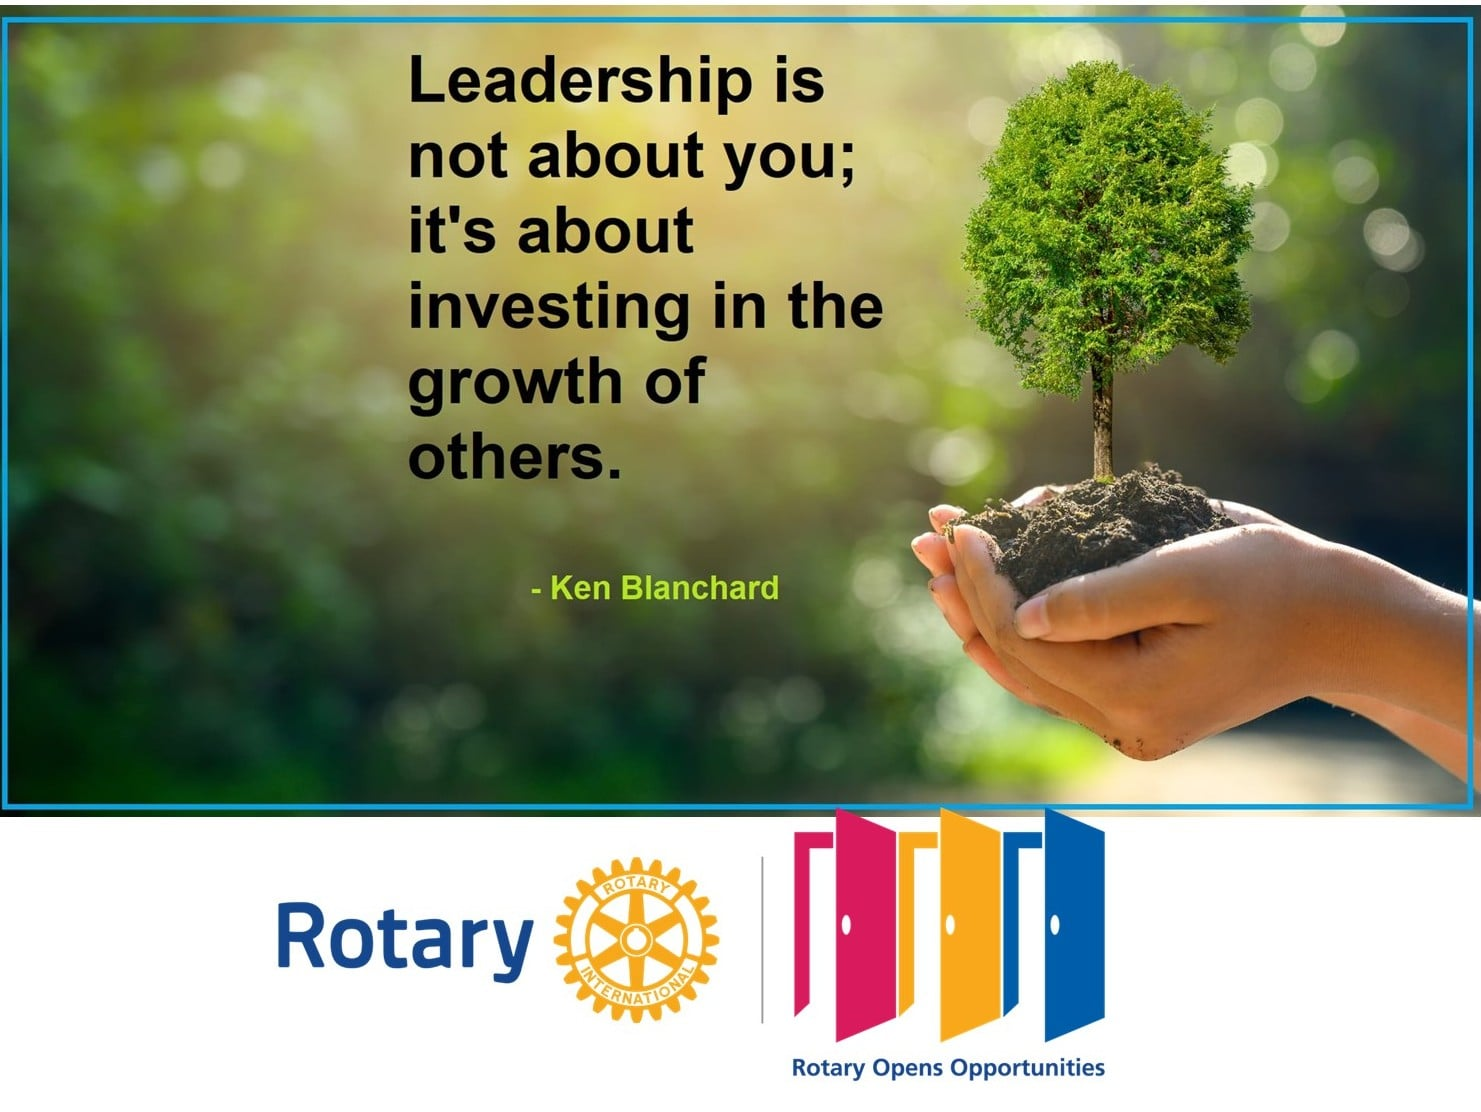 Leadership is
not about you;
it's about
investing in the
growth of
others.
- Ken Blanchard
Rotary
ROTARY
INTERNATIONAL
Rotary Opens Opportunities